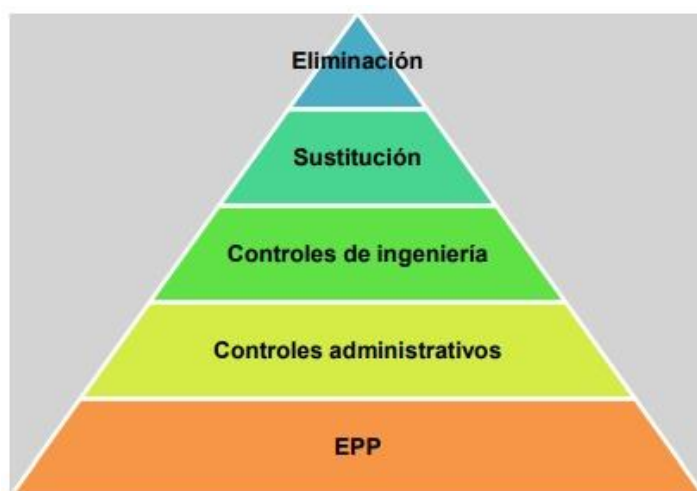 Eliminación
Sustitución
Controles de ingeniería
Controles administrativos
EPP